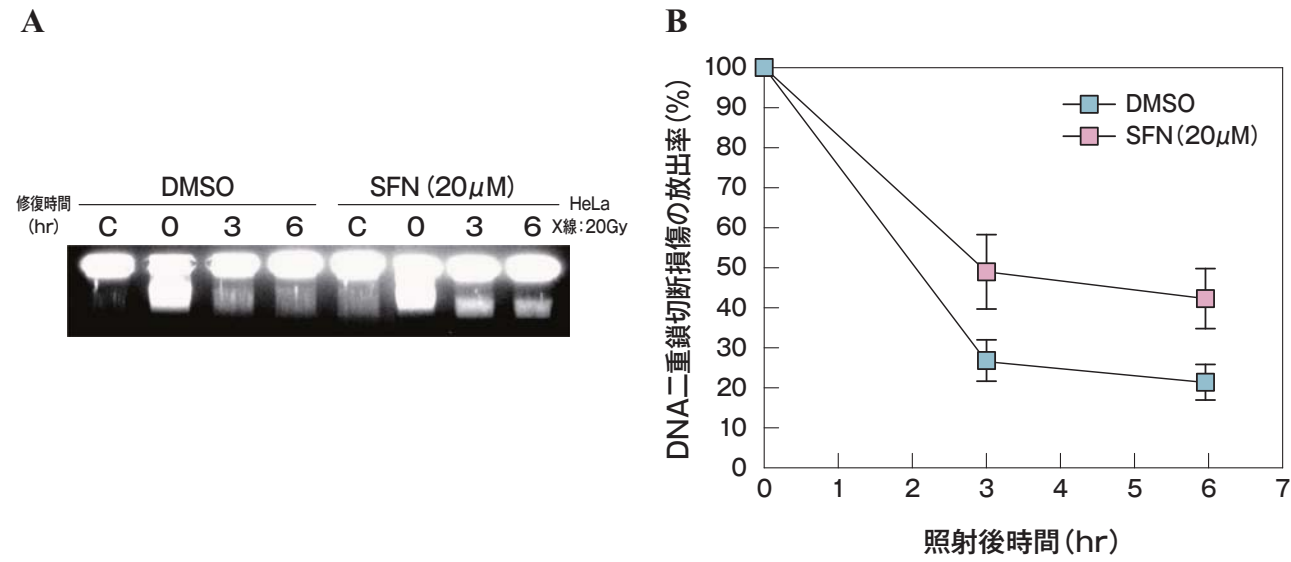 A
DMSO
SFN(20μM)
修復時間
(hr)
C 0 3 6 C 0 3 6
HeLa
X線:20Gy
B
DNA二重鎖切断損傷の放出率(%)
100
90
80
70
60
50
40
30
20
10
0
DMSO
SFN(20μM)
0 1 2 3 4 5 6 7
照射後時間(hr)